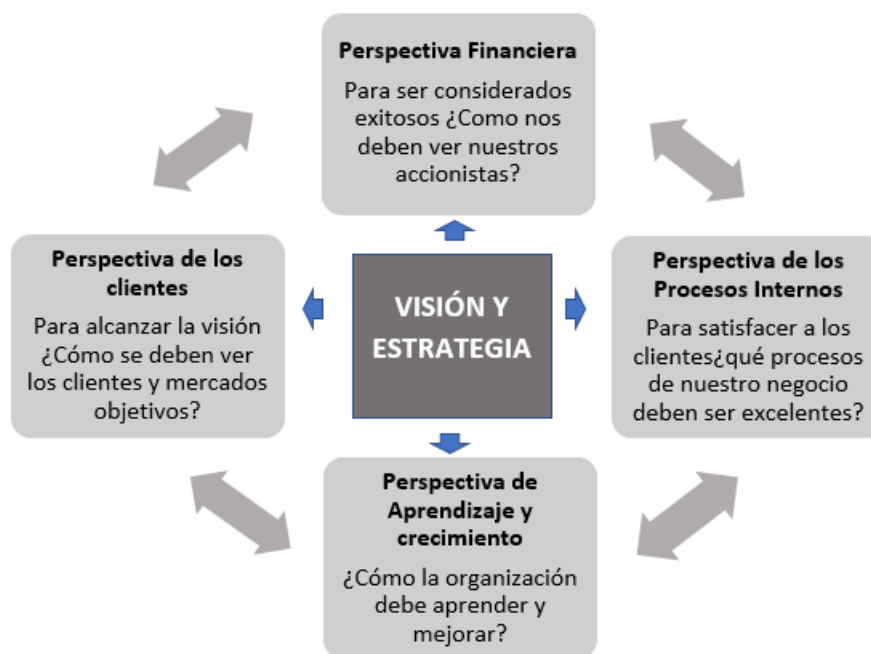 Perspectiva Financiera
Para ser considerados
exitosos ¿Como nos
deben ver nuestros
accionistas?
Perspectiva de los
clientes
Para alcanzar la visión
¿Cómo se deben ver
los clientes y mercados
objetivos?
VISIÓN Y
ESTRATEGIA
Perspectiva de los
Procesos Internos
Para satisfacer a los
clientes¿qué procesos
de nuestro negocio
deben ser excelentes?
Perspectiva de
Aprendizaje y
crecimiento
¿Cómo la organización
debe aprender y
mejorar?